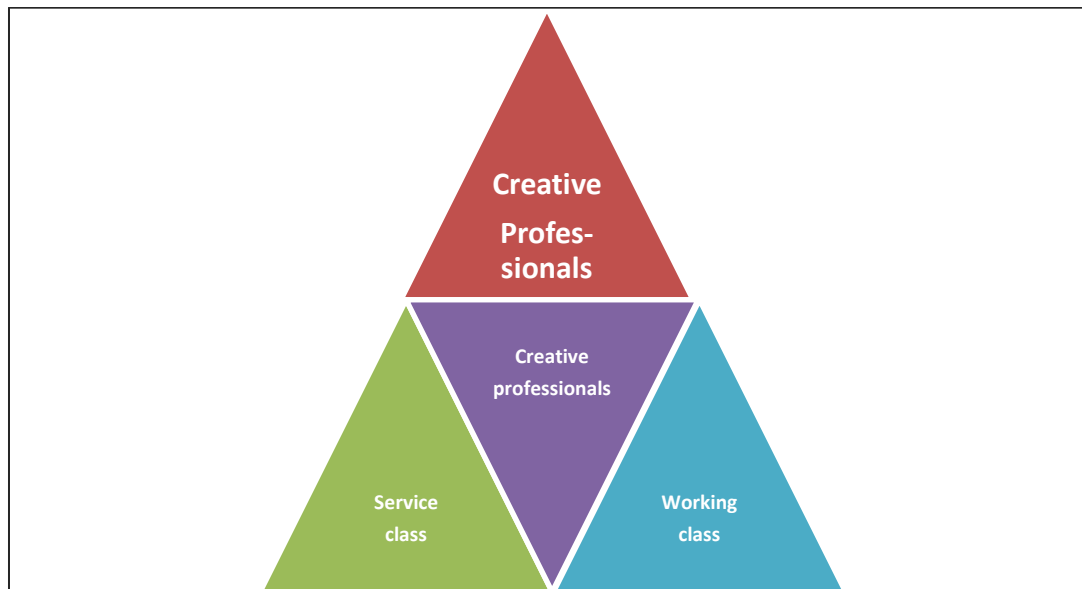 Creative
Profes-
sionals
Creative
professionals
Service
class
Working
class